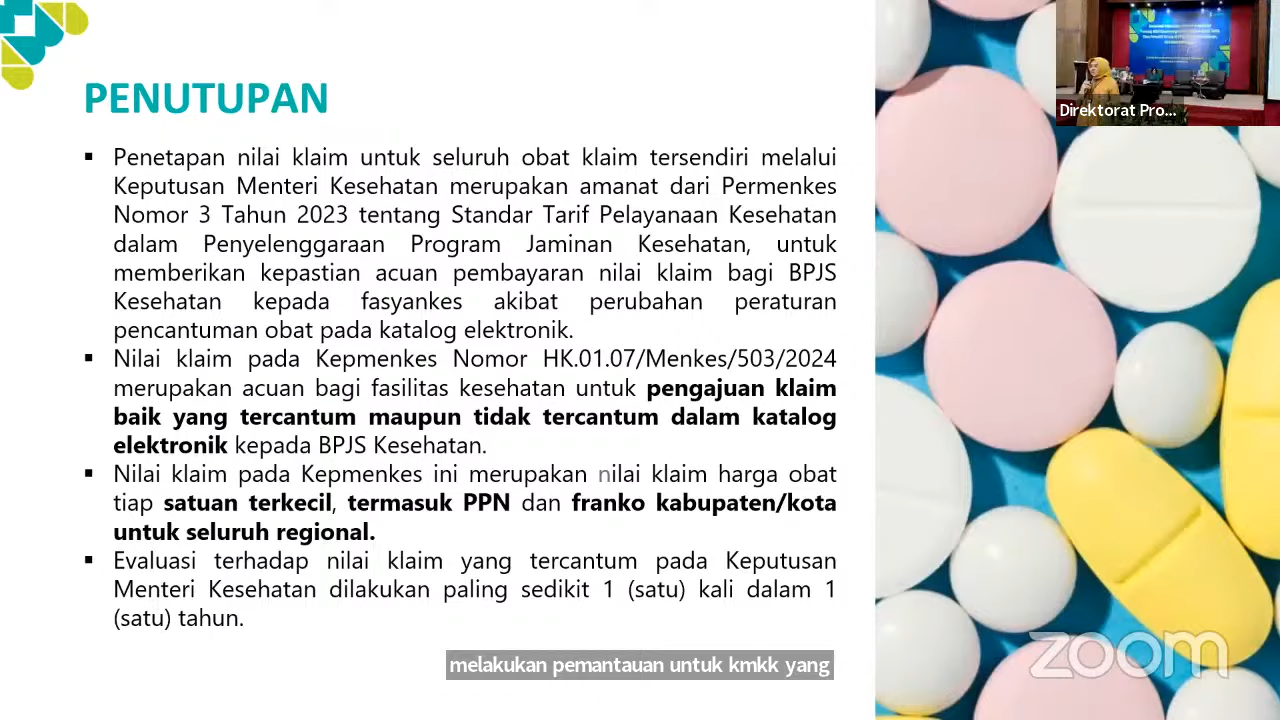 PENUTUPAN
▪ Penetapan nilai klaim untuk seluruh obat klaim tersendiri melalui
Keputusan Menteri Kesehatan merupakan amanat dari Permenkes
Nomor 3 Tahun 2023 tentang Standar Tarif Pelayanaan Kesehatan
dalam Penyelenggaraan Program Jaminan Kesehatan, untuk
memberikan kepastian acuan pembayaran nilai klaim bagi BPJS
Kesehatan kepada fasyankes akibat perubahan peraturan
pencantuman obat pada katalog elektronik.
▪ Nilai klaim pada Kepmenkes Nomor HK.01.07/Menkes/503/2024
merupakan acuan bagi fasilitas kesehatan untuk pengajuan klaim
baik yang tercantum maupun tidak tercantum dalam katalog
elektronik kepada BPJS Kesehatan.
▪ Nilai klaim pada Kepmenkes ini merupakan nilai klaim harga obat
tiap satuan terkecil, termasuk PPN dan franko kabupaten/kota
untuk seluruh regional.
▪ Evaluasi terhadap nilai klaim yang tercantum pada Keputusan
Menteri Kesehatan dilakukan paling sedikit 1 (satu) kali dalam 1
(satu) tahun.
Direktorat Pro...
melakukan pemantauan untuk kmkk yang
zoom